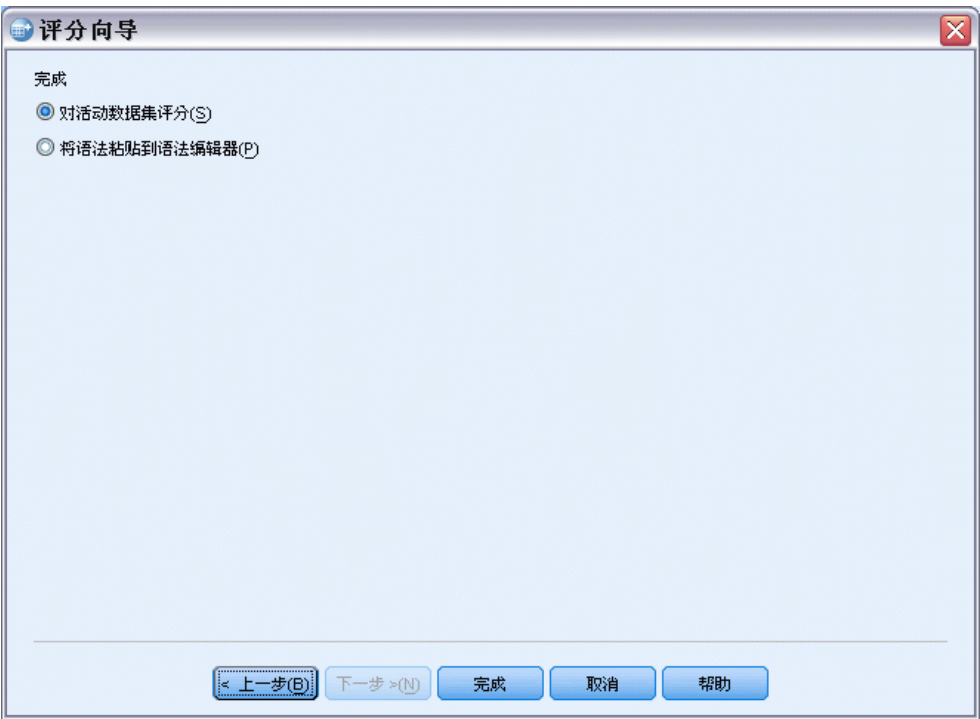 评分向导
完成
对活动数据集评分(S)
将语法粘贴到语法编辑器(P)
< 上一步(B) 下一步 >(N) 完成 取消 帮助